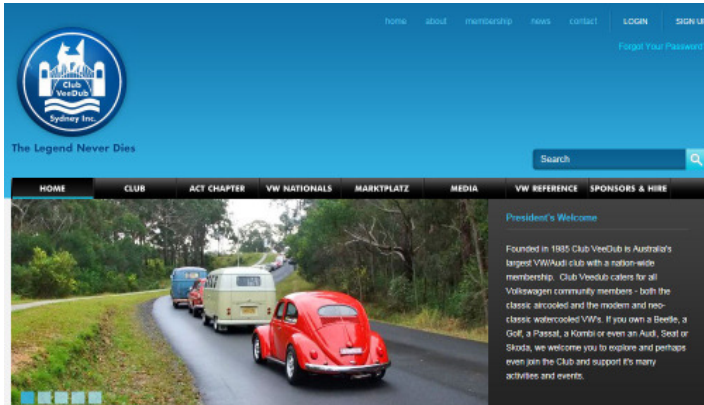 home about membership news contact LOGIN SIGN U
Forgot Your Password
Club
VeeDub
Sydney Inc.
The Legend Never Dies
Search
HOME CLUB ACT CHAPTER VW NATIONALS MARKTPLATZ MEDIA VW REFERENCE SPONSORS & HIRE
President's Welcome
Founded in 1985 Club VeeDub is Australia's
largest VW/Audi club with a nation-wide
membership. Club Veedub caters for all
Volkswagen community members - both the
classic aircooled and the modern and neo-
classic watercooled VW's. If you own a Beetle, a
Golf, a Passat, a Kombi or even an Audi, Seat or
Skoda, we welcome you to explore and perhaps
even join the Club and support it's many
activities and events.